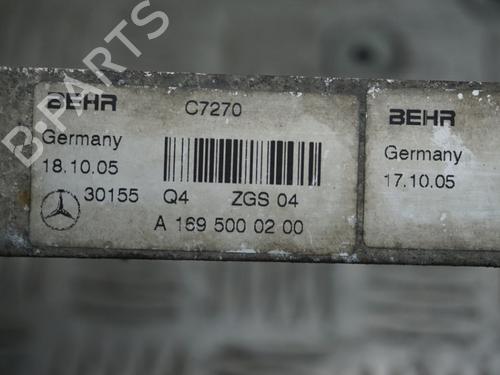 BEHR C7270
Germany
18.10.05
30155 Q4 ZGS 04
A 169 500 02 00
BEHR
Germany
17.10.05
B-PARTS